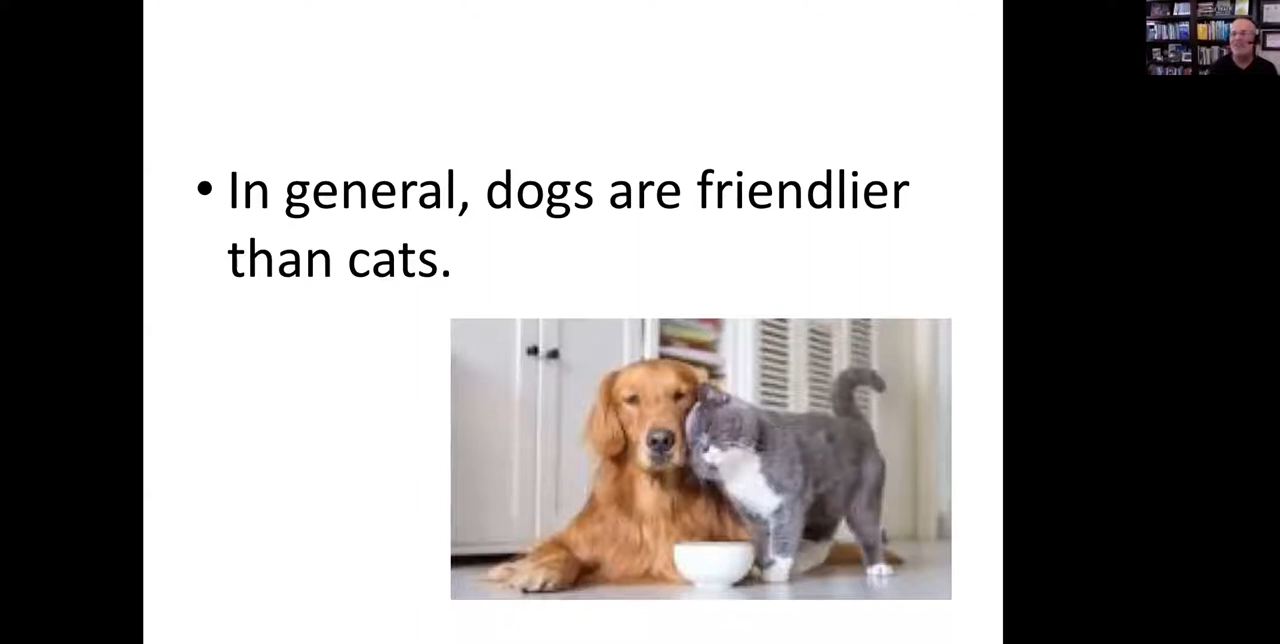 • In general, dogs are friendlier
than cats.